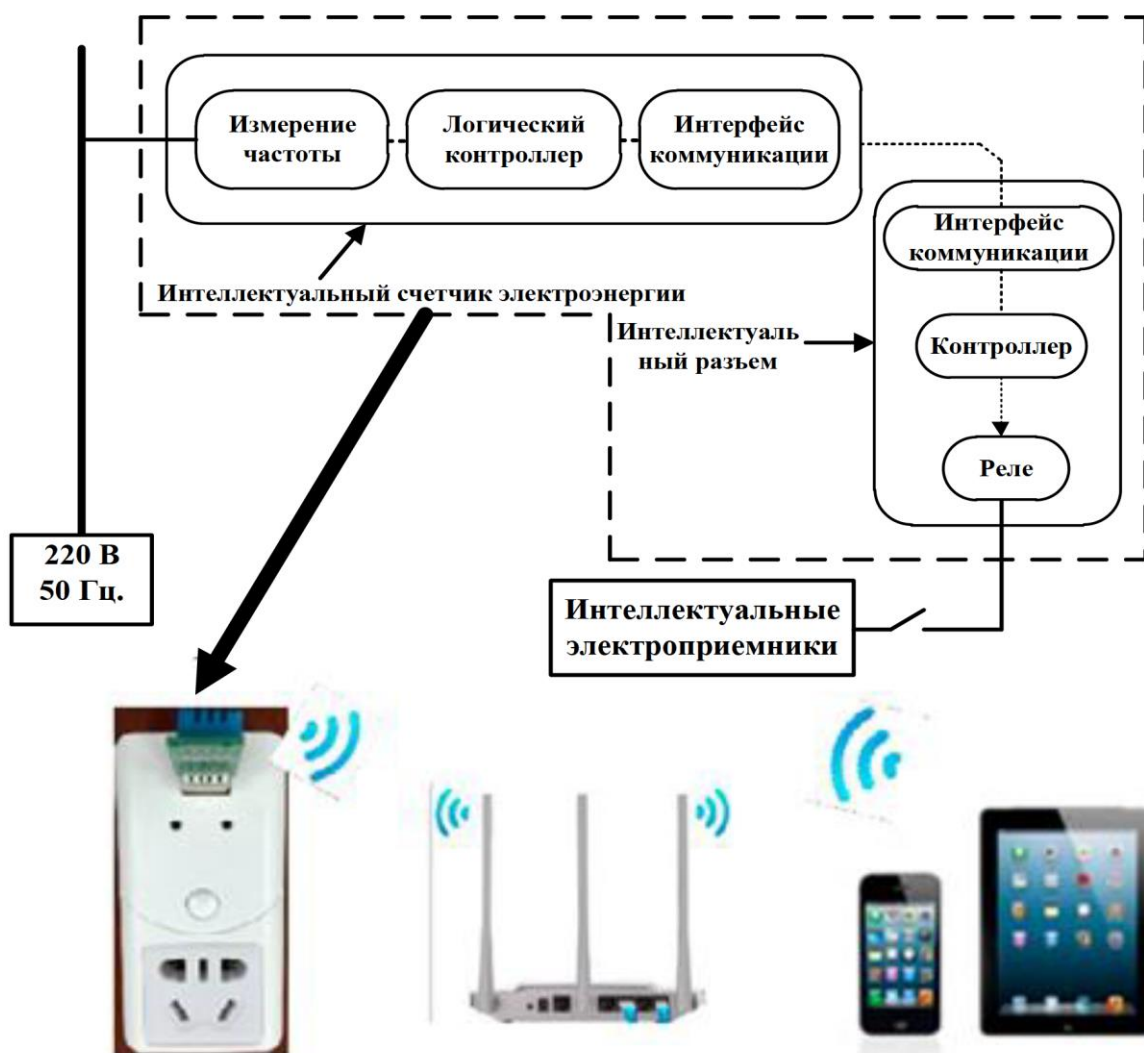 Измерение
частоты
Логический
контроллер
Интерфейс
коммуникации
Интерфейс
коммуникации
Интеллектуальный счетчик электроэнергии
Интеллектуаль
ный разъем
Контроллер
Реле
220 В
50 Гц.
Интеллектуальные
электроприемники